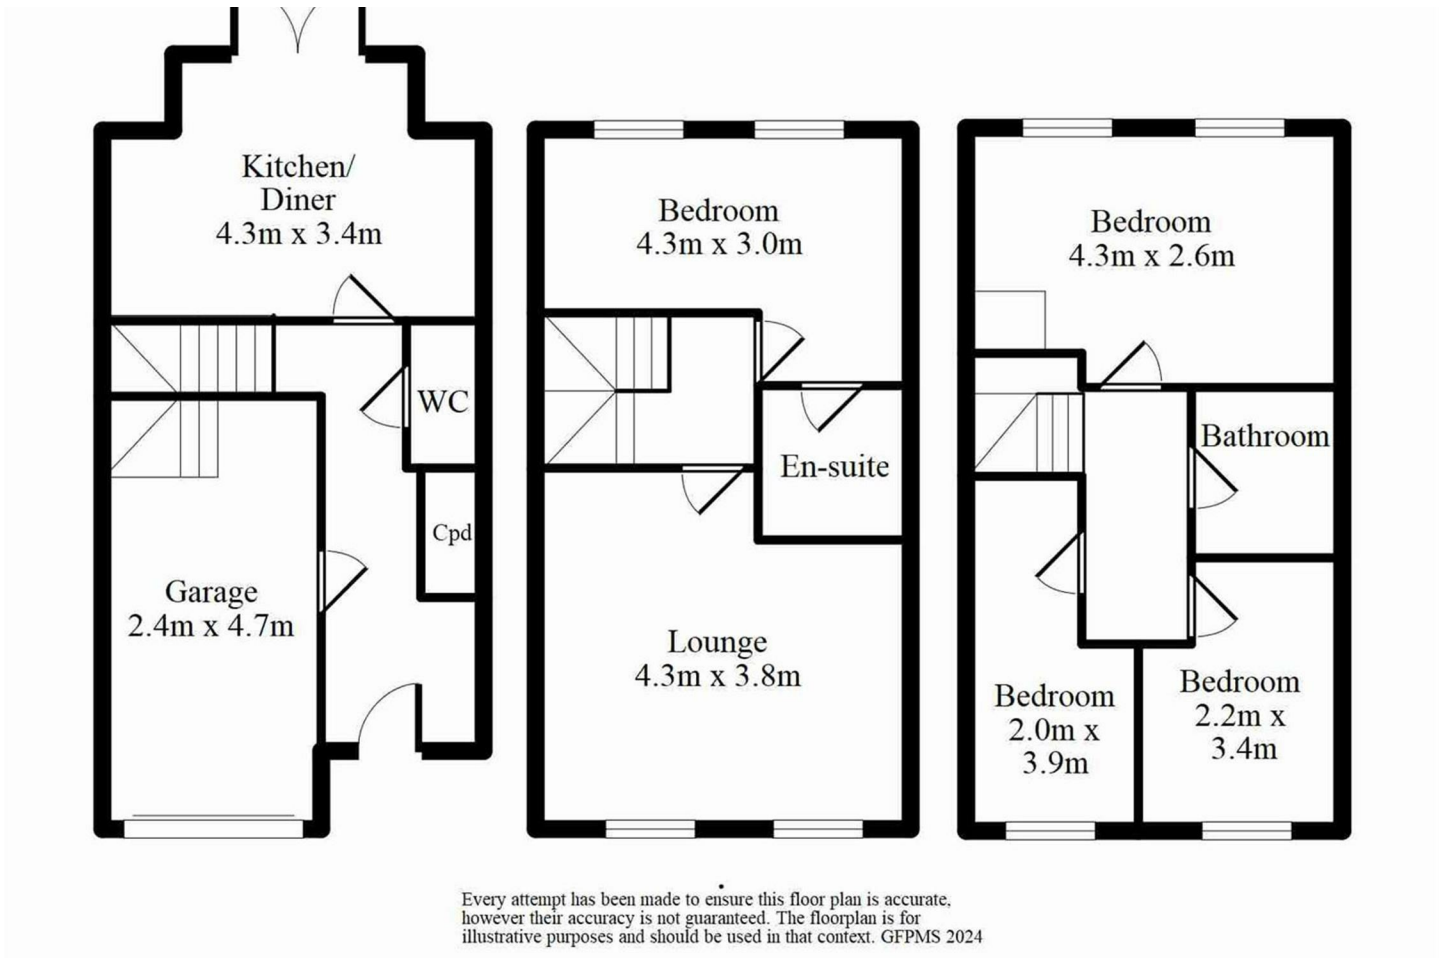 Kitchen/
Diner
4.3m x 3.4m
WC
Cpd
Garage
2.4m x 4.7m
Bedroom
4.3m x 3.0m
En-suite
Lounge
4.3m x 3.8m
Bedroom
4.3m x 2.6m
Bathroom
Bedroom
2.0m x
3.9m
Bedroom
2.2m x
3.4m
Every attempt has been made to ensure this floor plan is accurate,
however their accuracy is not guaranteed. The floorplan is for
illustrative purposes and should be used in that context. GFPMS 2024